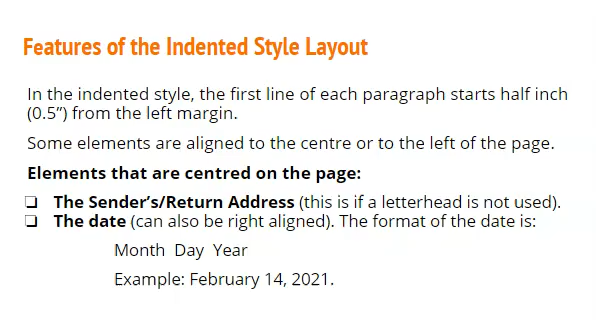 Features of the Indented Style Layout
In the indented style, the first line of each paragraph starts half inch
(0.5”) from the left margin.
Some elements are aligned to the centre or to the left of the page.
Elements that are centred on the page:
❑ The Sender’s/Return Address (this is if a letterhead is not used).
❑ The date (can also be right aligned). The format of the date is:
Month  Day  Year
Example: February 14, 2021.